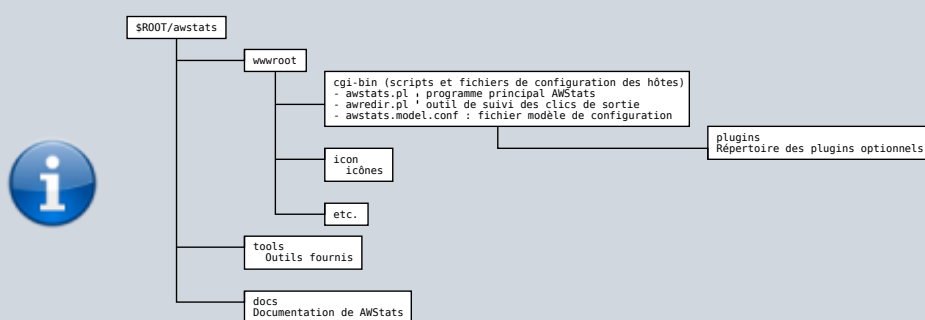 $ROOT/awstats
wwwroot
cgi-bin (scripts et fichiers de configuration des hôtes)
- awstats.pl : programme principal AWStats
- awredir.pl : outil de suivi des clics de sortie
- awstats.model.conf : fichier modèle de configuration
plugins
Répertoire des plugins optionnels
icon
icônes
etc.
tools
Outils fournis
docs
Documentation de AWStats